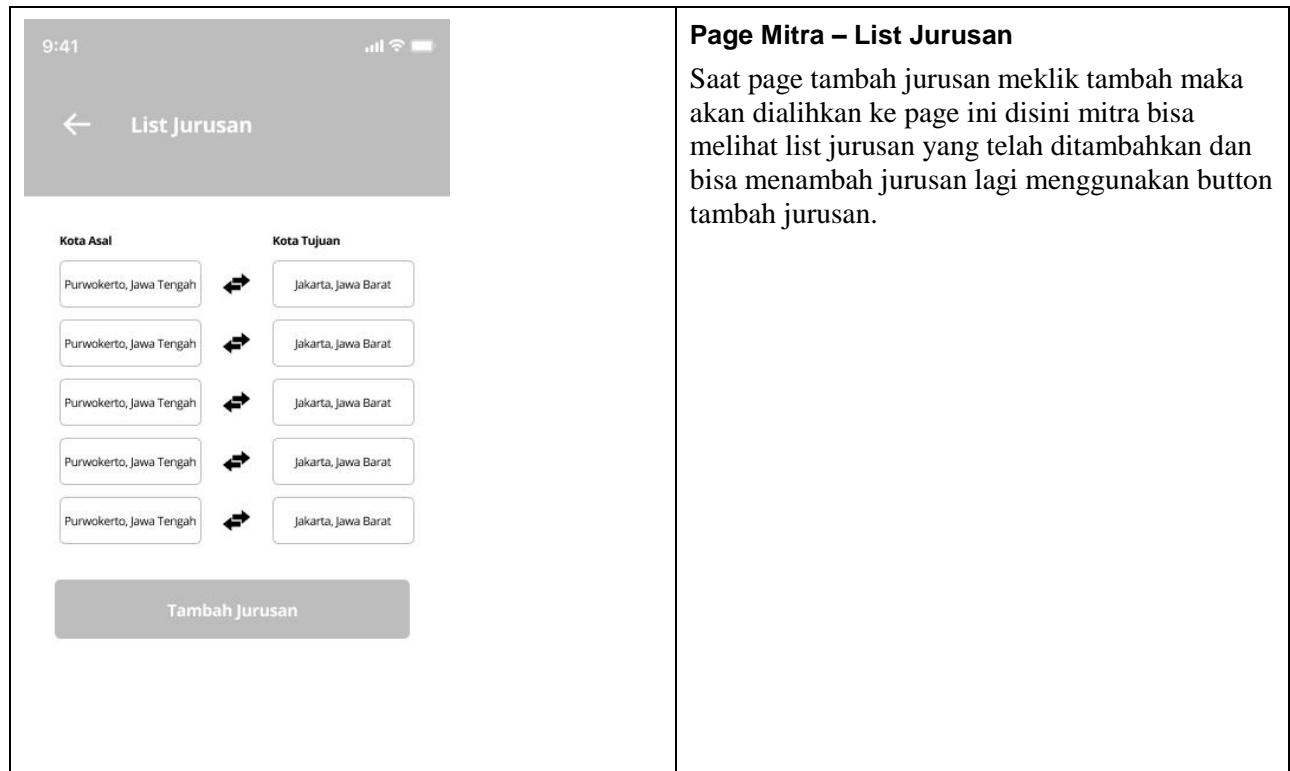 9:41
List Jurusan
Kota Asal Kota Tujuan
Purwokerto, Jawa Tengah Jakarta, Jawa Barat
Purwokerto, Jawa Tengah Jakarta, Jawa Barat
Purwokerto, Jawa Tengah Jakarta, Jawa Barat
Purwokerto, Jawa Tengah Jakarta, Jawa Barat
Purwokerto, Jawa Tengah Jakarta, Jawa Barat
Tambah Jurusan
Page Mitra – List Jurusan
Saat page tambah jurusan meklik tambah maka
akan dialihkan ke page ini disini mitra bisa
melihat list jurusan yang telah ditambahkan dan
bisa menambah jurusan lagi menggunakan button
tambah jurusan.